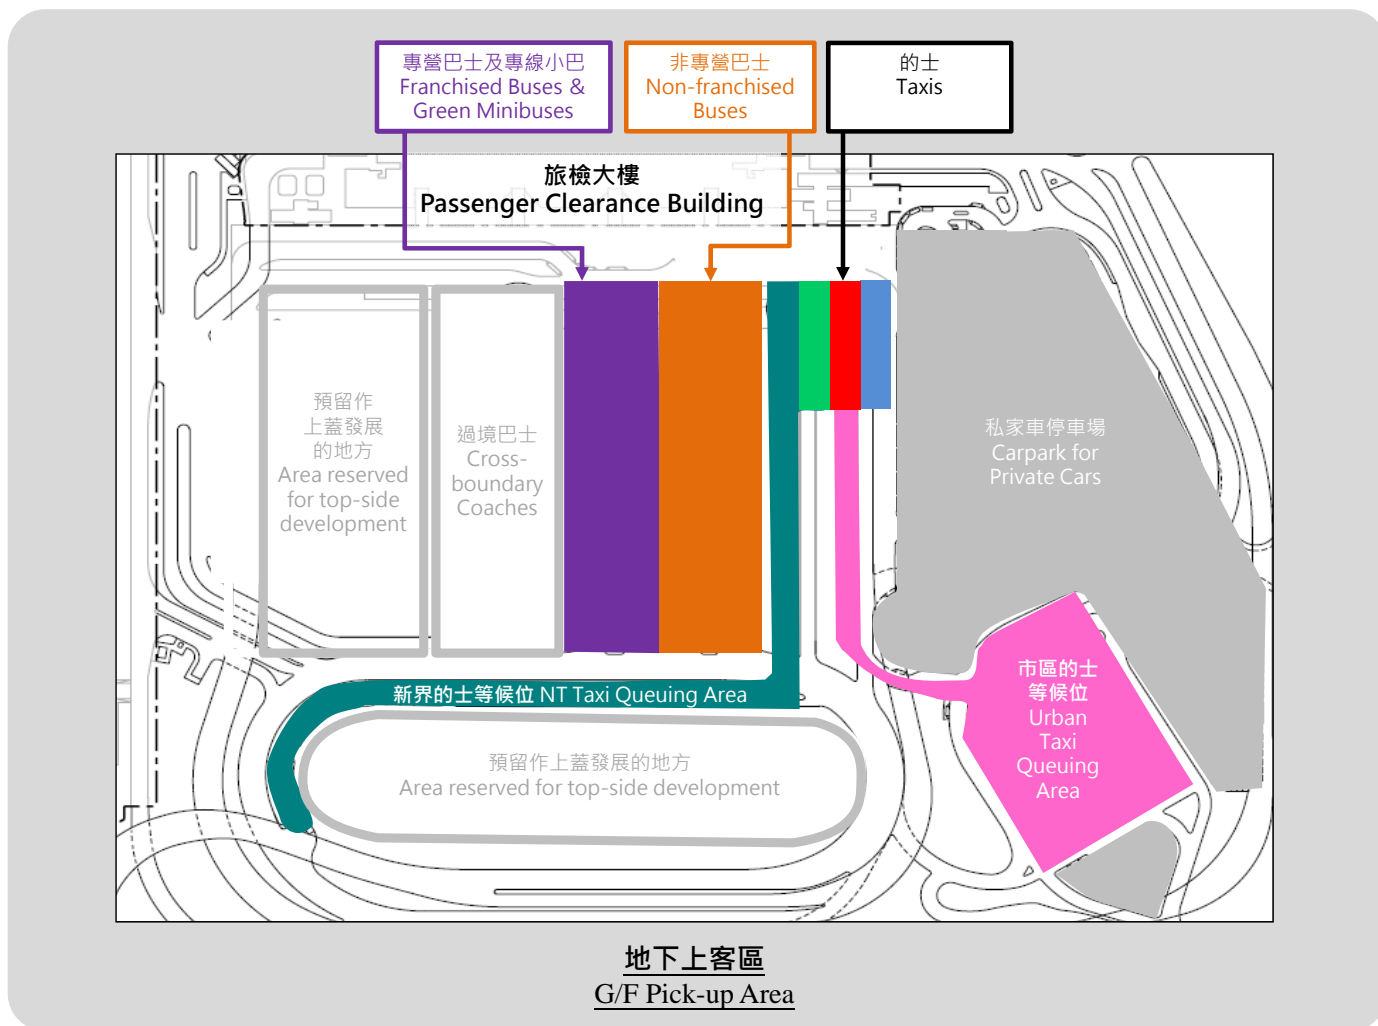 專營巴士及專線小巴
Franchised Buses &
Green Minibuses
非專營巴士
Non-franchised
Buses
的士
Taxis
旅檢大樓
Passenger Clearance Building
預留作
上蓋發展
的地方
Area reserved
for top-side
development
過境巴士
Cross-
boundary
Coaches
私家車停車場
Carpark for
Private Cars
新界的士等候位 NT Taxi Queuing Area
市區的士
等候位
Urban
Taxi
Queuing
Area
預留作上蓋發展的地方
Area reserved for top-side development
地下上客區
G/F Pick-up Area